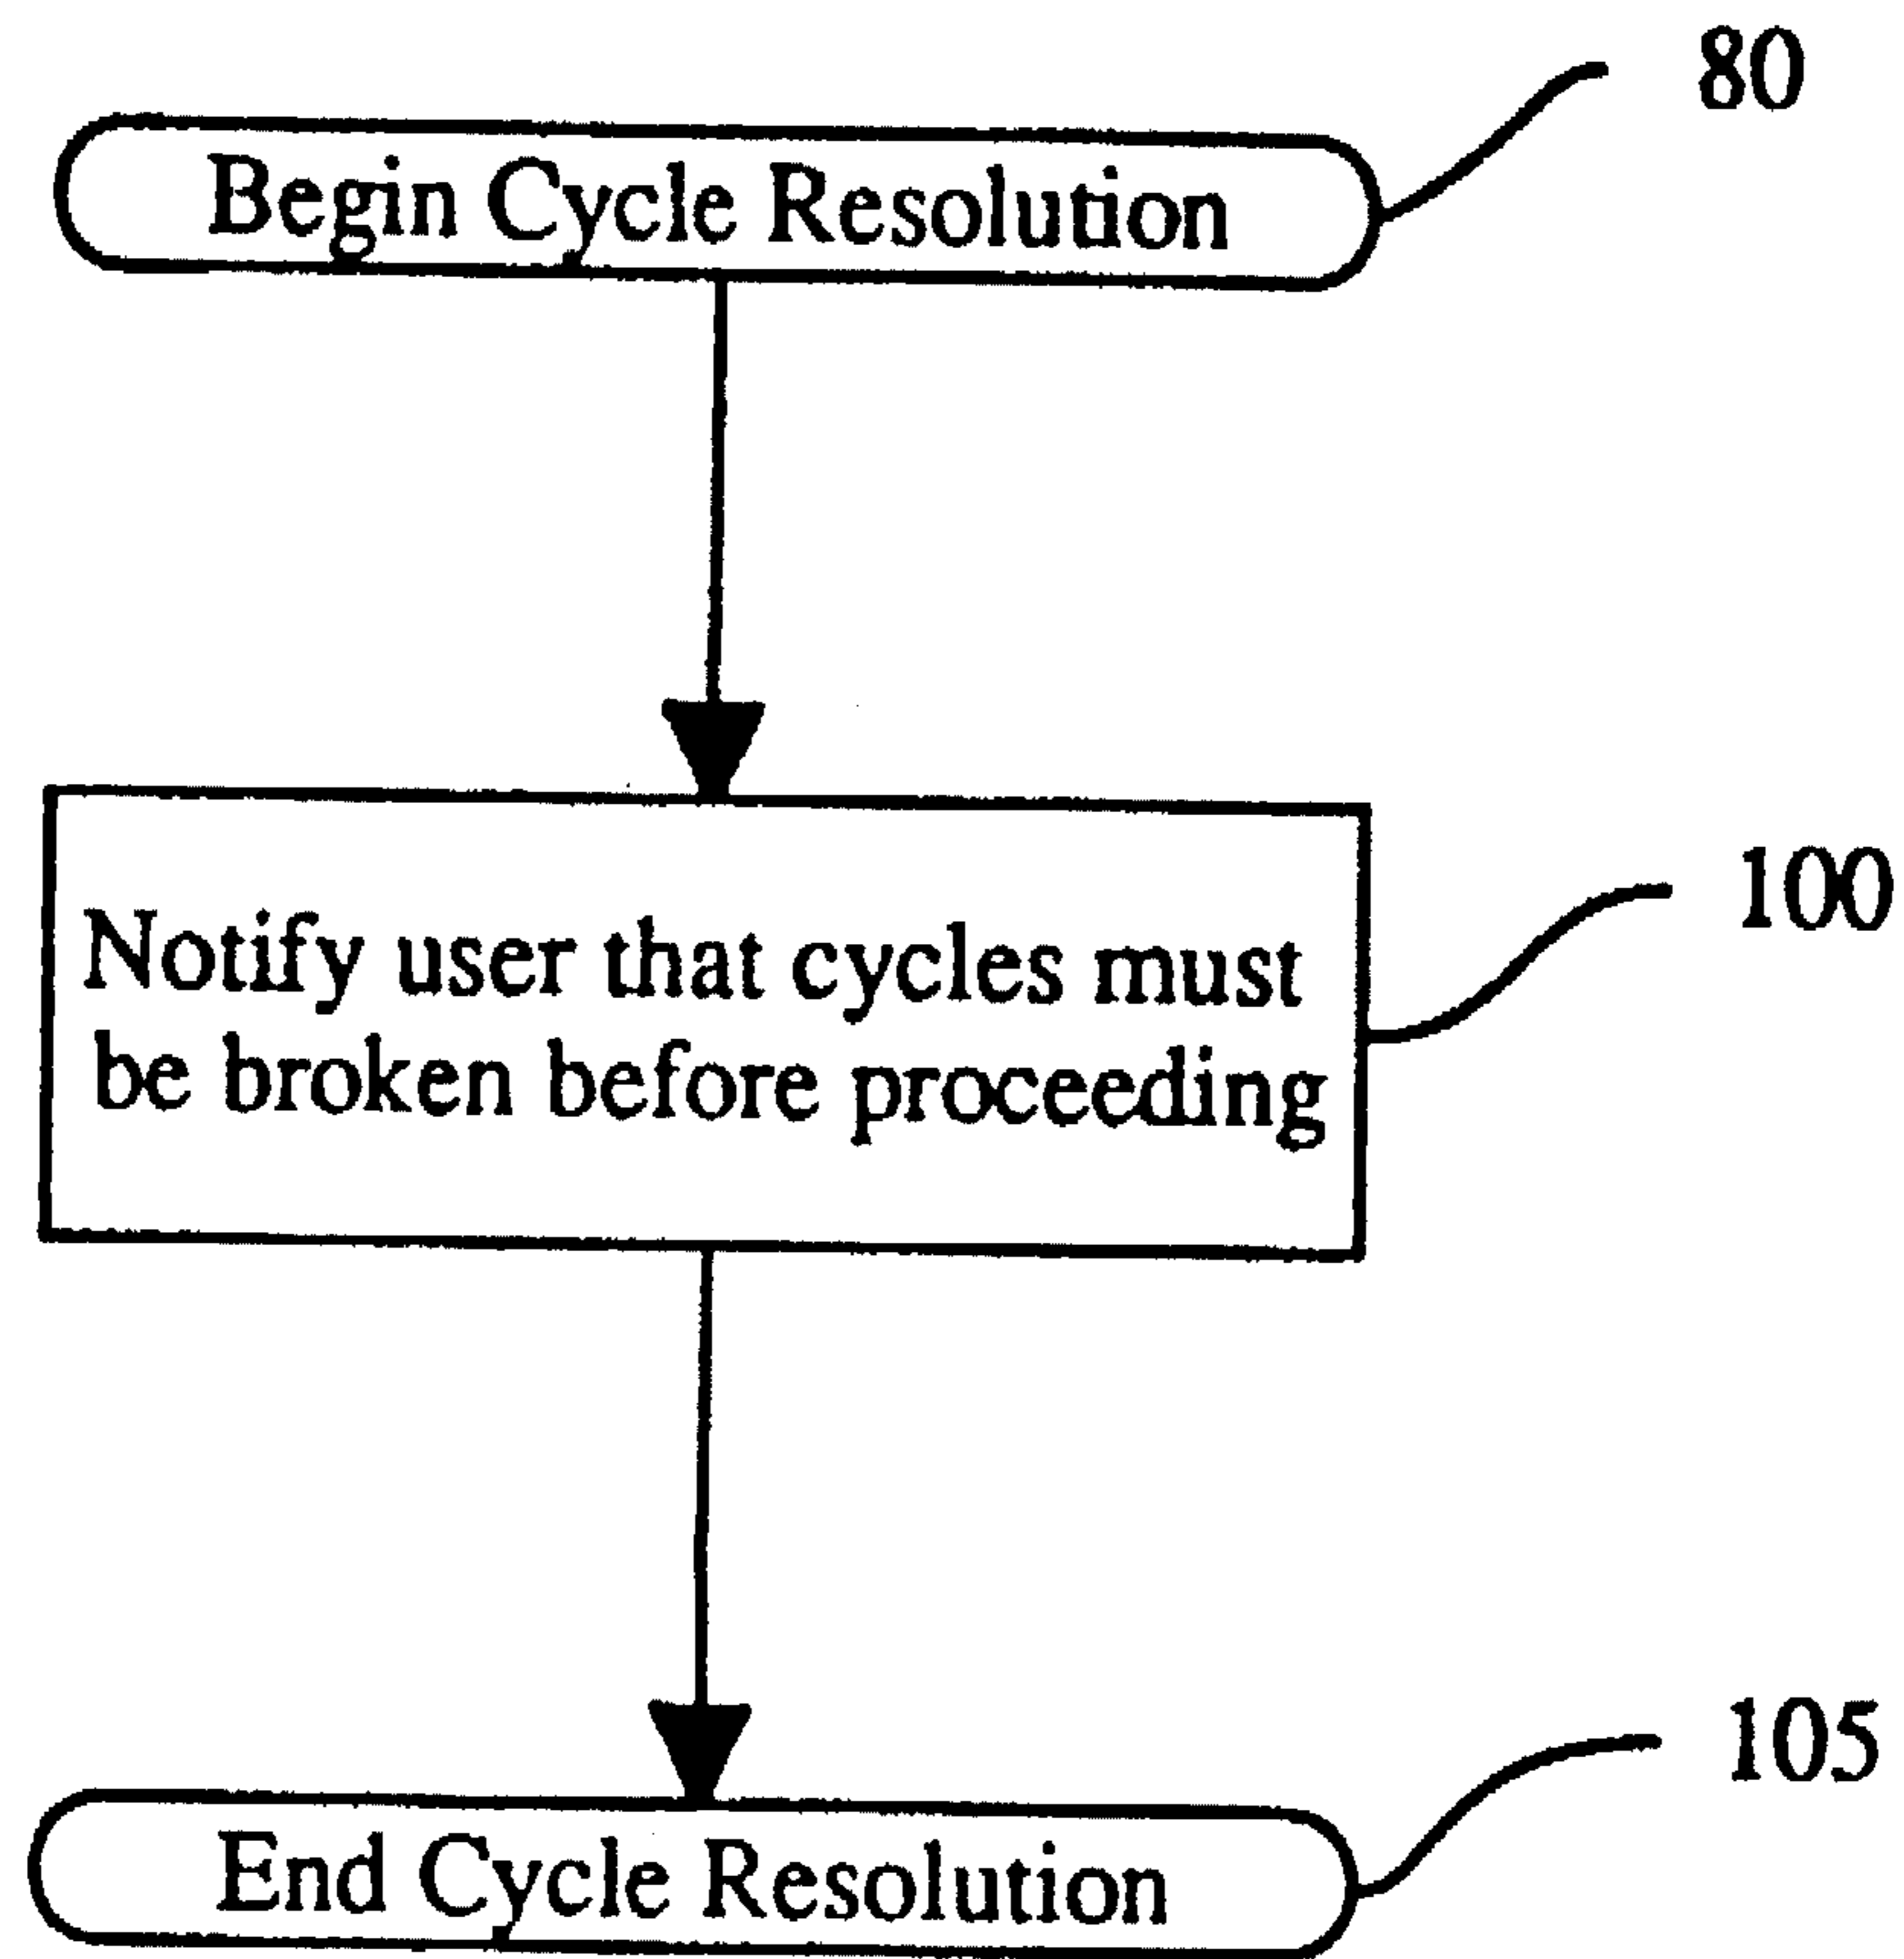 80
Begin Cycle Resolution
100
Notify user that cycles must
be broken before proceeding
105
End Cycle Resolution